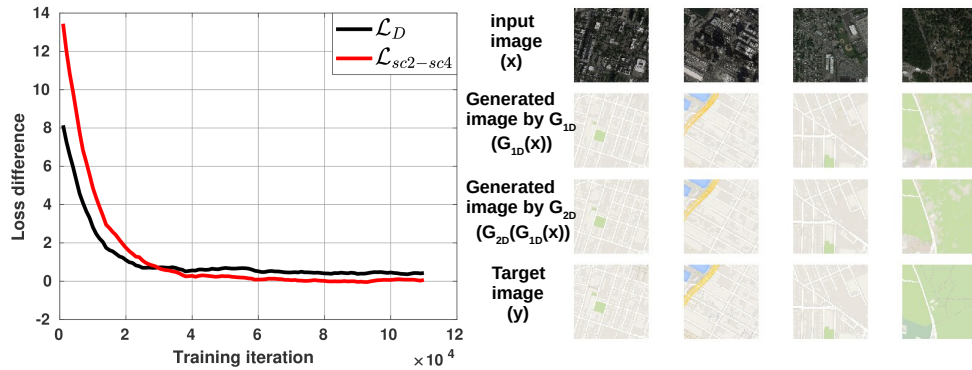 14
12
10
8
6
4
2
0
-2
0
2
4
6
8
10
12
×10⁴
Loss difference
Training iteration
ℒ_D
ℒ_sc2−sc4
input
image
(x)
Generated
image by G_1D
(G_1D(x))
Generated
image by G_2D
(G_2D(G_1D(x))
Target
image
(y)